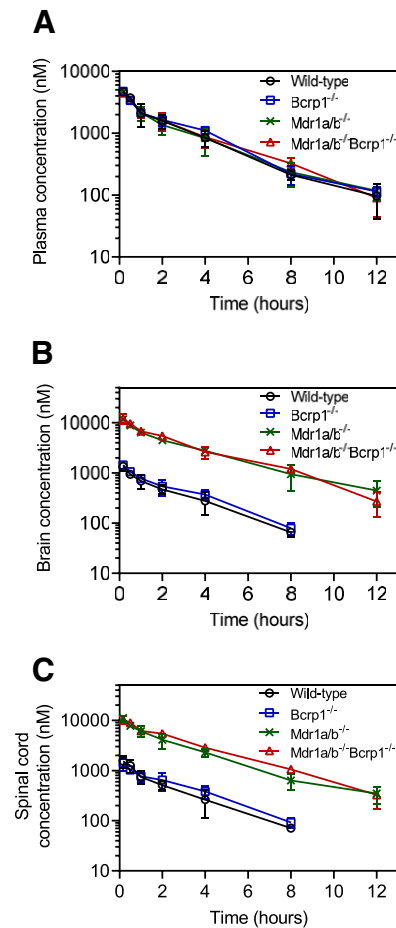 A
Plasma concentration (nM)
10000
1000
100
10
0 2 4 6 8 10 12
Time (hours)
Wild-type
Bcrp1-/-
Mdr1a/b-/-
Mdr1a/b-/-Bcrp1-/-
B
Brain concentration (nM)
10000
1000
100
10
0 2 4 6 8 10 12
Time (hours)
Wild-type
Bcrp1-/-
Mdr1a/b-/-
Mdr1a/b-/-Bcrp1-/-
C
Spinal cord
concentration (nM)
10000
1000
100
10
0 2 4 6 8 10 12
Time (hours)
Wild-type
Bcrp1-/-
Mdr1a/b-/-
Mdr1a/b-/-Bcrp1-/-